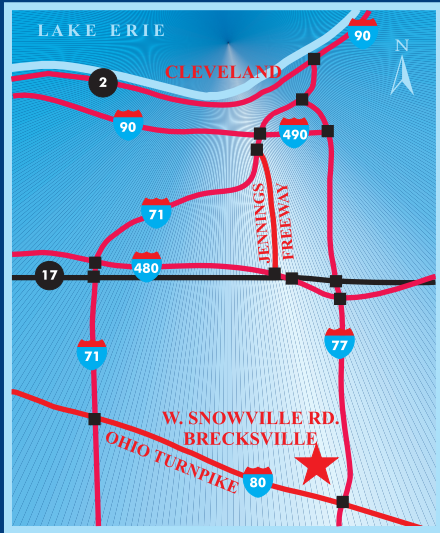 LAKE ERIE
90
N
CLEVELAND
2
90
490
71
JENNINGS
FREEWAY
480
17
71
77
W. SNOWVILLE RD.
BRECKSVILLE
OHIO TURNPIKE
80